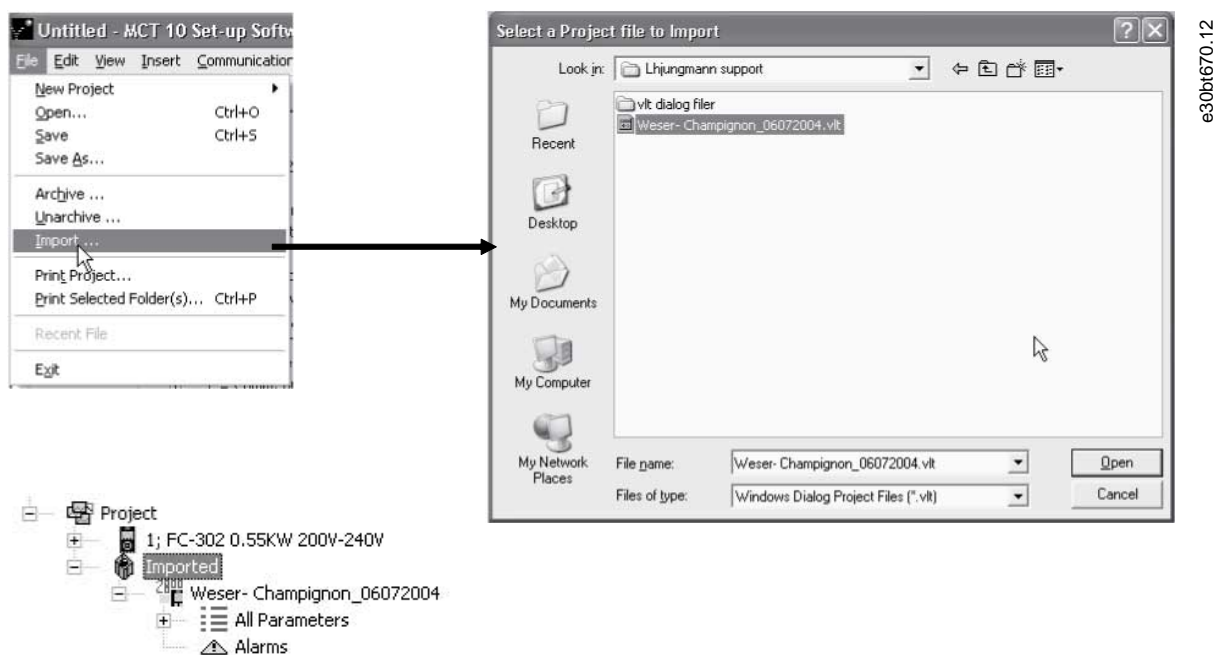 Untitled - MCT 10 Set-up Softw
File Edit View Insert Communication
New Project
Open... Ctrl+O
Save Ctrl+S
Save As...
Archive ...
Unarchive ...
Import ...
Print Project...
Print Selected Folder(s)... Ctrl+P
Recent File
Exit
Select a Project file to Import
Look in: Lhjungmann support
vlt dialog filer
Weser- Champignon_06072004.vlt
Recent
Desktop
My Documents
My Computer
My Network
Places
File name: Weser- Champignon_06072004.vlt Open
Files of type: Windows Dialog Project Files (*.vlt) Cancel
e30bt670.12
Project
1; FC-302 0.55KW 200V-240V
Imported
Weser- Champignon_06072004
All Parameters
Alarms